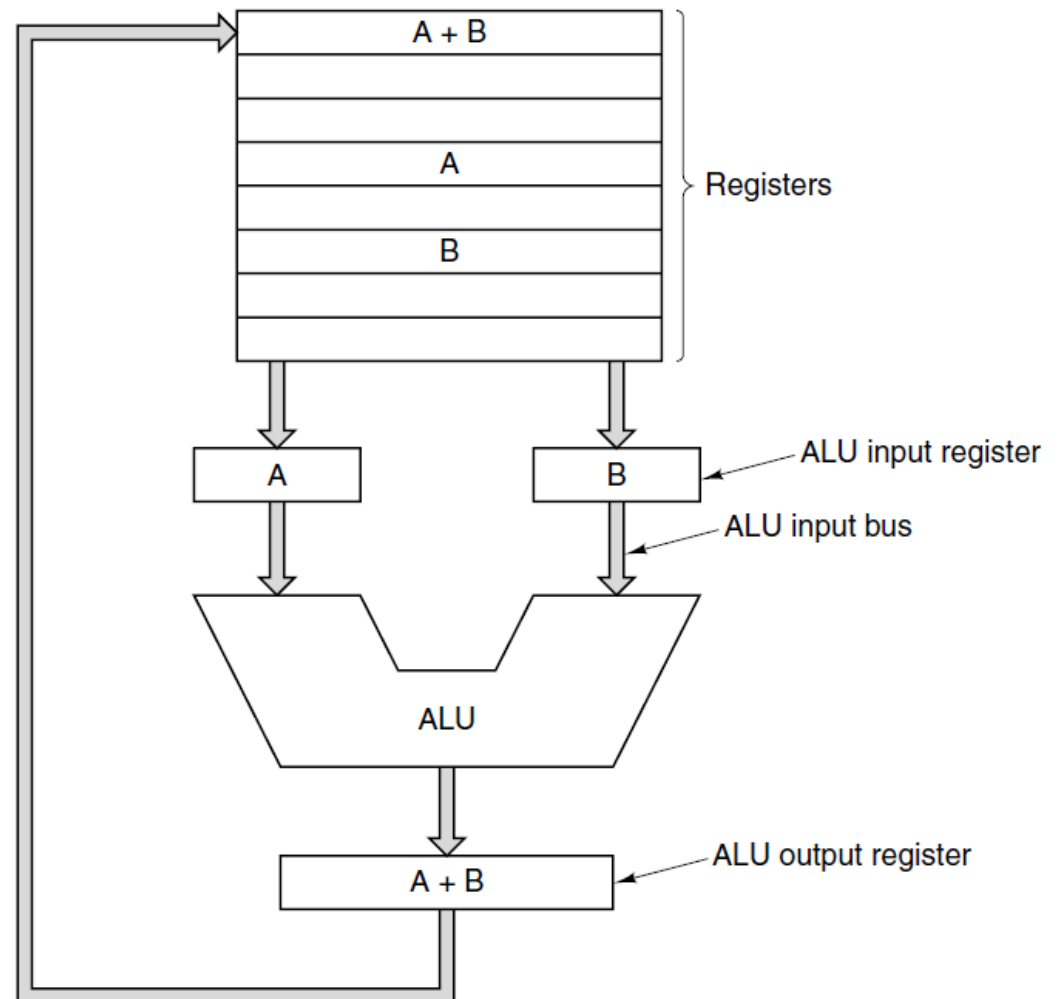 A + B
A
Registers
B
A
B
ALU input register
ALU input bus
ALU
A + B
ALU output register